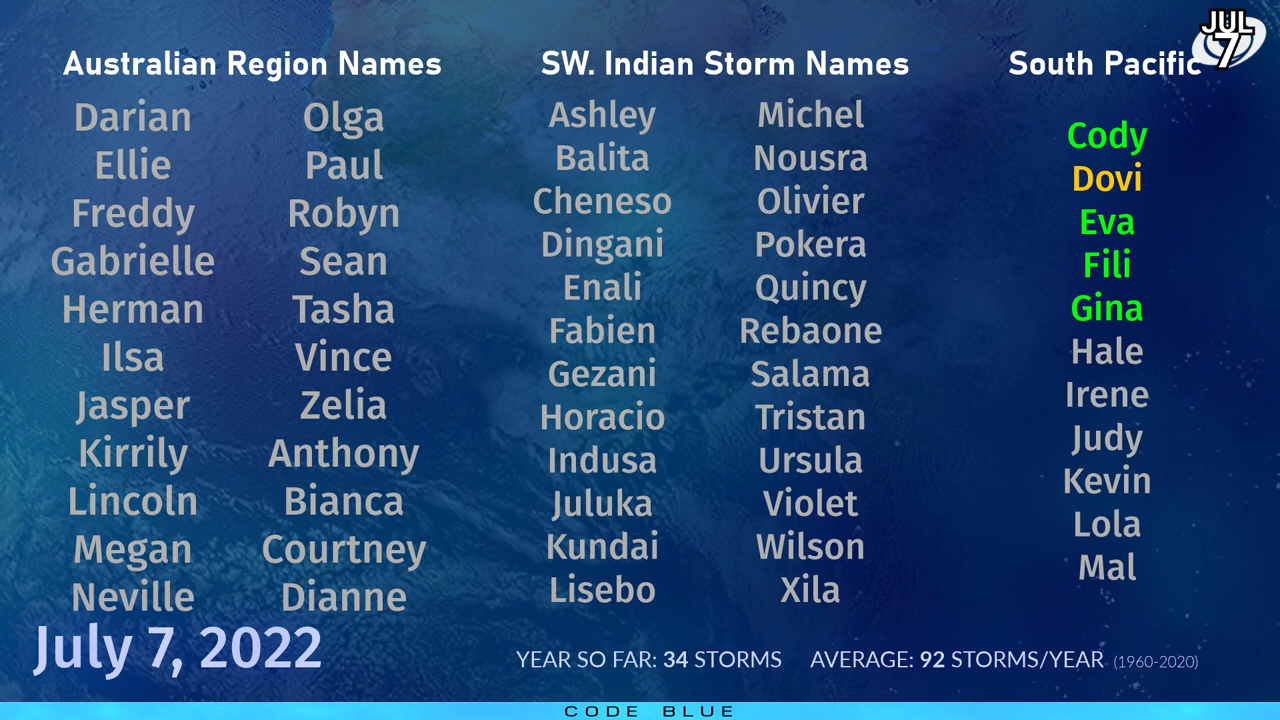 JUL
7
Australian Region Names
Darian
Ellie
Freddy
Gabrielle
Herman
Ilsa
Jasper
Kirrily
Lincoln
Megan
Neville
Olga
Paul
Robyn
Sean
Tasha
Vince
Zelia
Anthony
Bianca
Courtney
Dianne
SW. Indian Storm Names
Ashley
Balita
Cheneso
Dingani
Enali
Fabien
Gezani
Horacio
Indusa
Juluka
Kundai
Lisebo
Michel
Nousra
Olivier
Pokera
Quincy
Rebaone
Salama
Tristan
Ursula
Violet
Wilson
Xila
South Pacific
Cody
Dovi
Eva
Fili
Gina
Hale
Irene
Judy
Kevin
Lola
Mal
July 7, 2022
YEAR SO FAR: 34 STORMS
AVERAGE: 92 STORMS/YEAR (1960-2020)
CODE BLUE